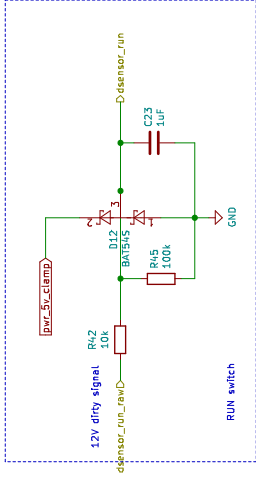 dsensor_run
C23
1uF
3
2
1
D12
BAT54S
GND
pwr_5v_clamp
R45
100k
R42
10k
12V dirty signal
dsensor_run_raw
RUN switch